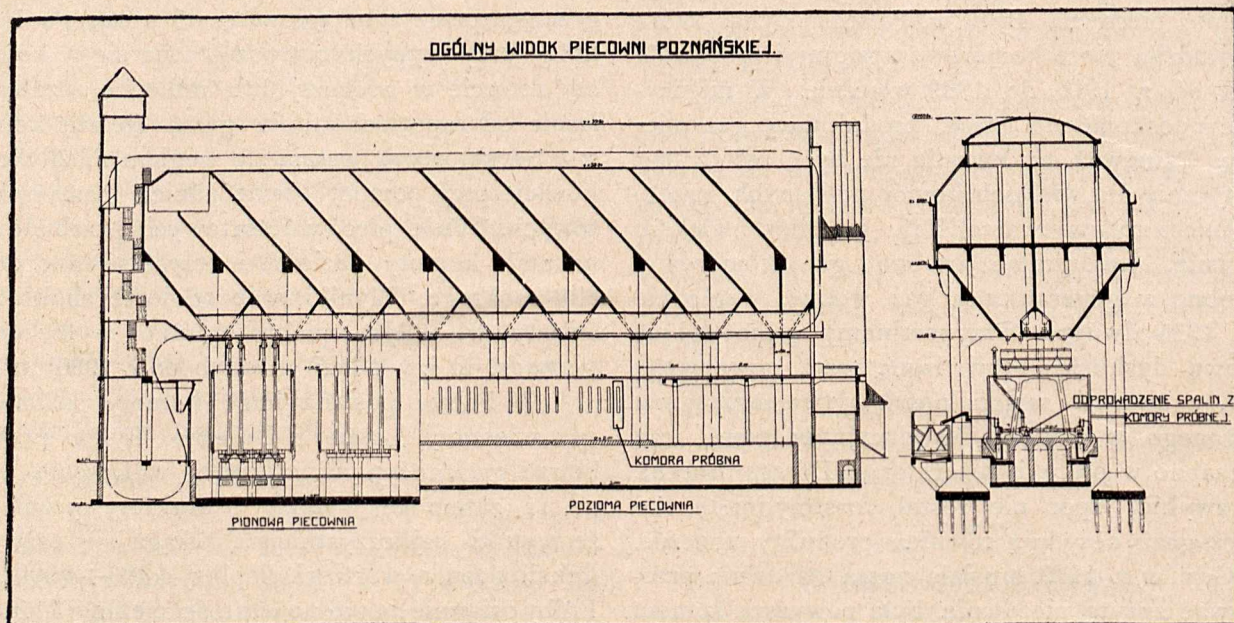 OGÓLNY WIDOK PIECOWNI POZNAŃSKIEJ.
ODPROWADZENIE SPALIN Z
KOMORY PRÓBNEJ
KOMORA PRÓBNA
POZIOMA PIECOWNIA
PIONOWA PIECOWNIA